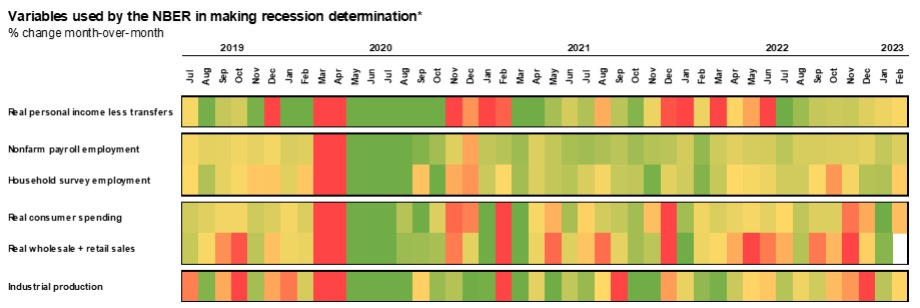 Variables used by the NBER in making recession determination*
% change month-over-month
2019 2020 2021 2022 2023
Jul Aug Sep Oct Nov Dec Jan Feb Mar Apr May Jun Jul Aug Sep Oct Nov Dec Jan Feb Mar Apr May Jun Jul Aug Sep Oct Nov Dec Jan Feb Mar Apr May Jun Jul Aug Sep Oct Nov Dec Jan Feb
Real personal income less transfers
Nonfarm payroll employment
Household survey employment
Real consumer spending
Real wholesale + retail sales
Industrial production